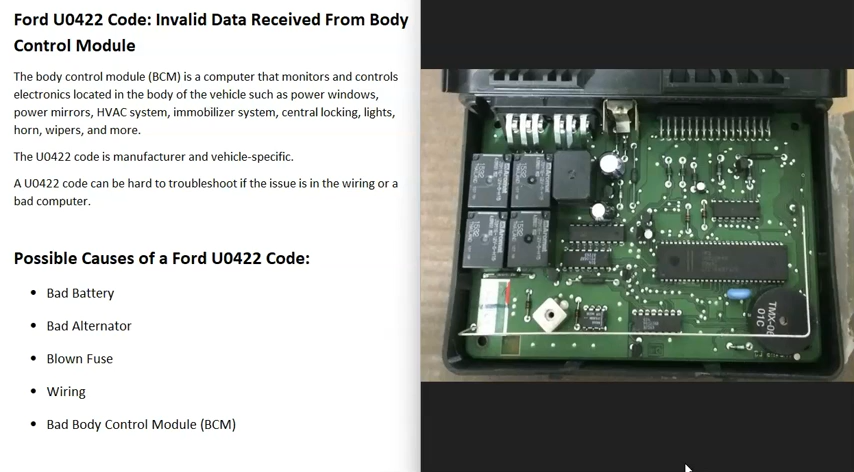 Ford U0422 Code: Invalid Data Received From Body
Control Module
The body control module (BCM) is a computer that monitors and controls
electronics located in the body of the vehicle such as power windows,
power mirrors, HVAC system, immobilizer system, central locking, lights,
horn, wipers, and more.
The U0422 code is manufacturer and vehicle-specific.
A U0422 code can be hard to troubleshoot if the issue is in the wiring or a
bad computer.
Possible Causes of a Ford U0422 Code:
• Bad Battery
• Bad Alternator
• Blown Fuse
• Wiring
• Bad Body Control Module (BCM)